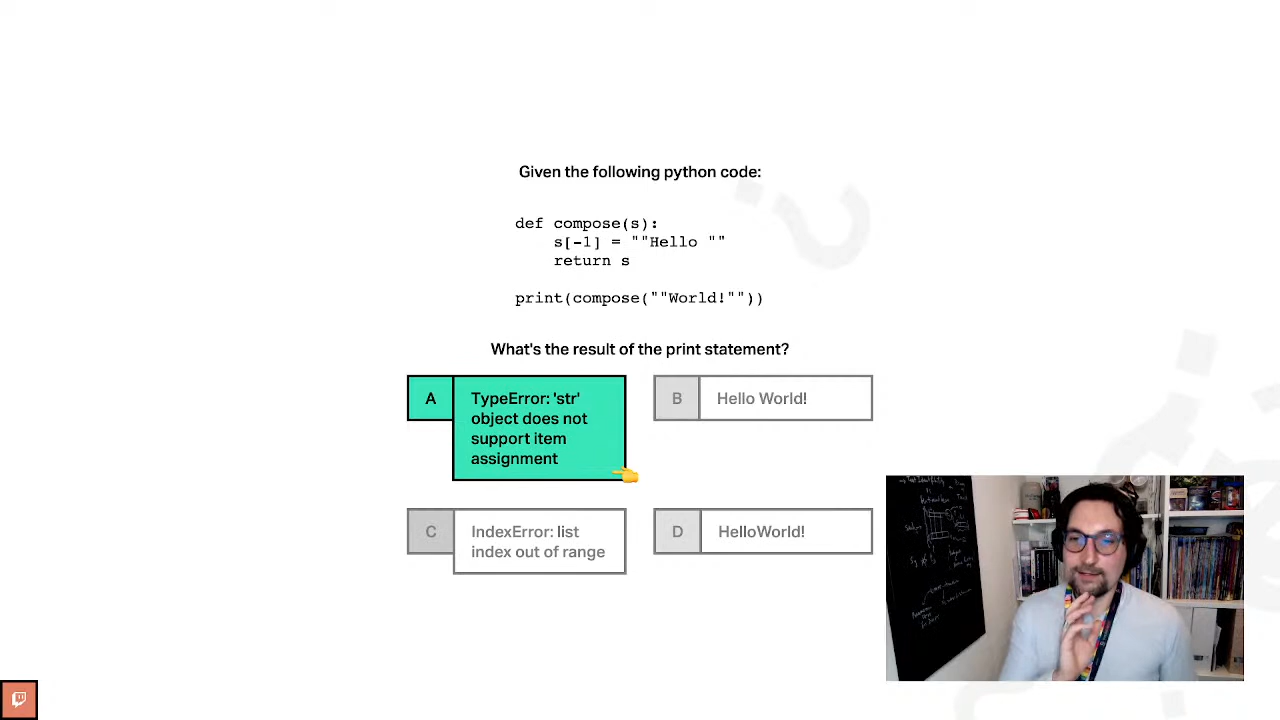 Given the following python code:
def compose(s):
    s[-1] = ""Hello ""
    return s
print(compose(""World!""))
What's the result of the print statement?
A
TypeError: 'str'
object does not
support item
assignment
B
Hello World!
C
IndexError: list
index out of range
D
HelloWorld!